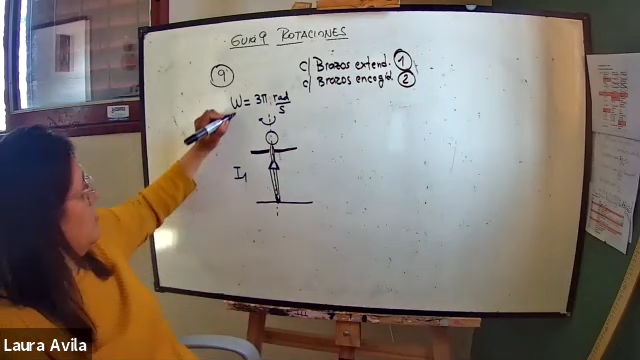 GUIA 9 ROTACIONES
9
c/ Brazos extend. 1
c/ Brazos encogid. 2
W = 3π rad/s
I1
Laura Avila